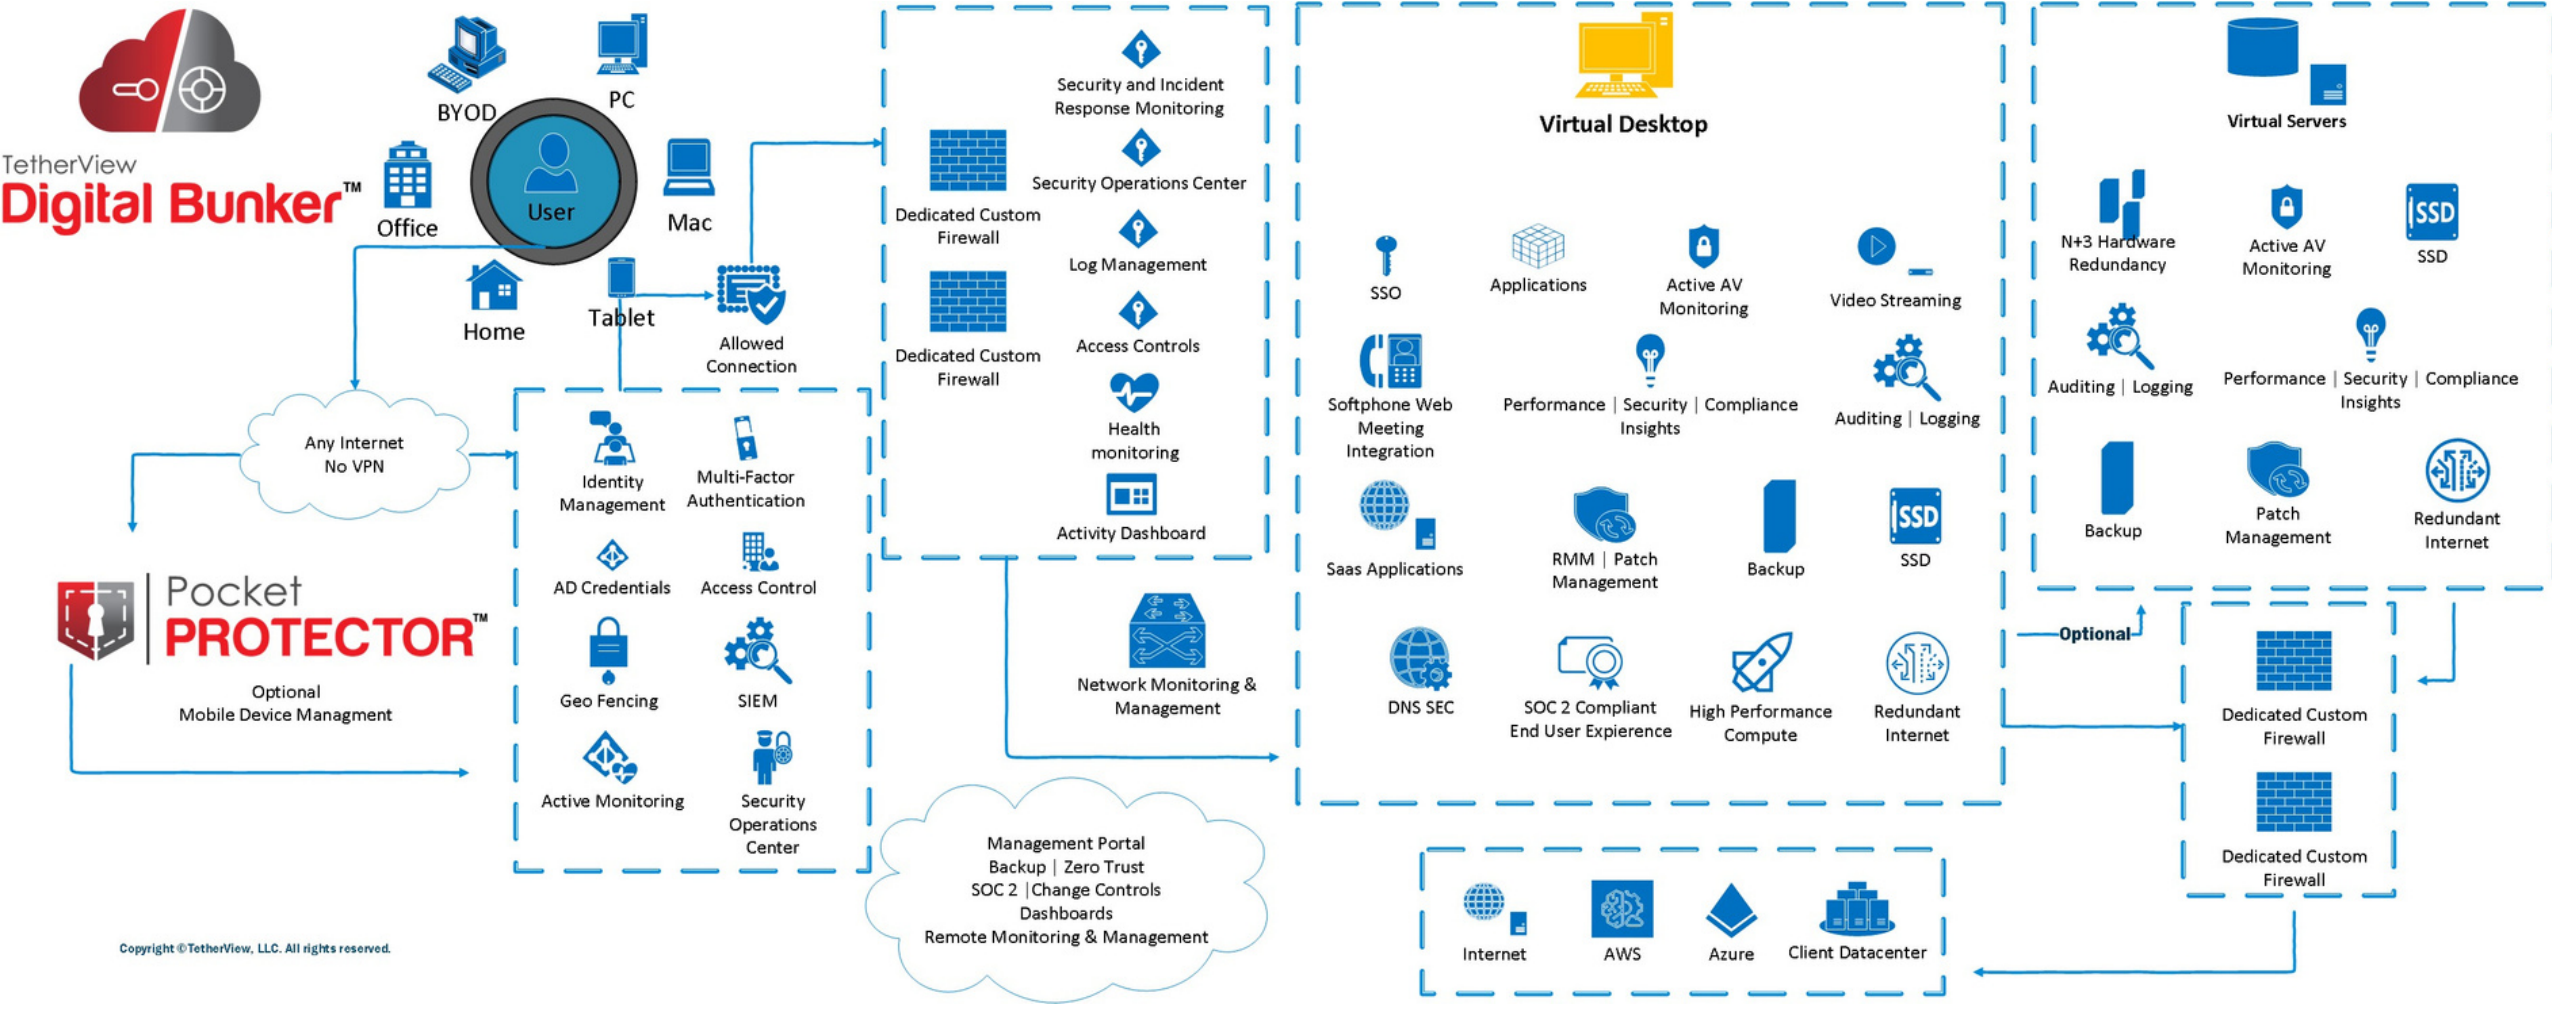 TetherView
Digital Bunker™
BYOD
PC
Office
User
Mac
Home
Tablet
Allowed
Connection
Any Internet
No VPN
Pocket
PROTECTOR™
Optional
Mobile Device Managment
Copyright ©TetherView, LLC. All rights reserved.
Identity
Management
Multi-Factor
Authentication
AD Credentials
Access Control
Geo Fencing
SIEM
Active Monitoring
Security
Operations
Center
Security and Incident
Response Monitoring
Dedicated Custom
Firewall
Security Operations Center
Log Management
Dedicated Custom
Firewall
Access Controls
Health
monitoring
Activity Dashboard
Network Monitoring &
Management
Management Portal
Backup | Zero Trust
SOC 2 |Change Controls
Dashboards
Remote Monitoring & Management
Virtual Desktop
SSO
Applications
Active AV
Monitoring
Video Streaming
Softphone Web
Meeting
Integration
Performance | Security | Compliance
Insights
Auditing | Logging
Saas Applications
RMM | Patch
Management
Backup
SSD
SSD
DNS SEC
SOC 2 Compliant
End User Expierence
High Performance
Compute
Redundant
Internet
Virtual Servers
N+3 Hardware
Redundancy
Active AV
Monitoring
SSD
SSD
Auditing | Logging
Performance | Security | Compliance
Insights
Backup
Patch
Management
Redundant
Internet
Optional
Dedicated Custom
Firewall
Dedicated Custom
Firewall
Internet
AWS
Azure
Client Datacenter